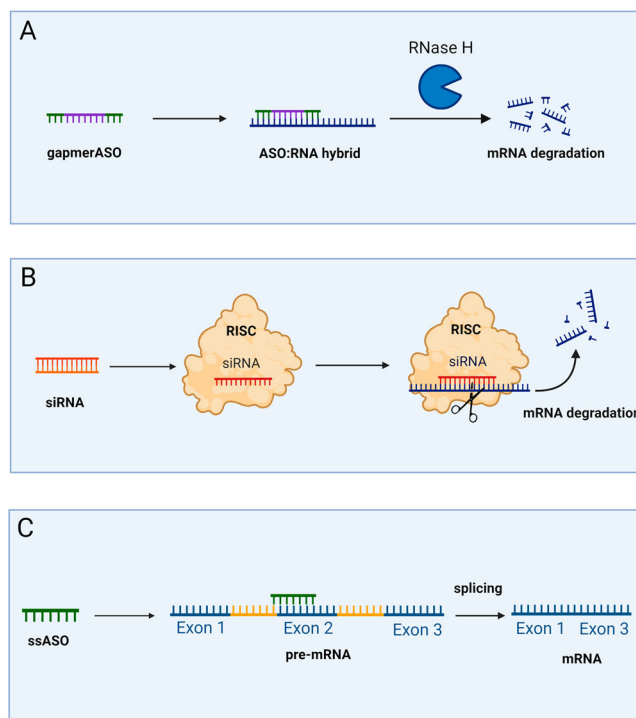 A
RNase H
gapmerASO
ASO:RNA hybrid
mRNA degradation
B
RISC
siRNA
RISC
siRNA
siRNA
mRNA degradation
C
ssASO
Exon 1
Exon 2
Exon 3
pre-mRNA
splicing
Exon 1
Exon 3
mRNA